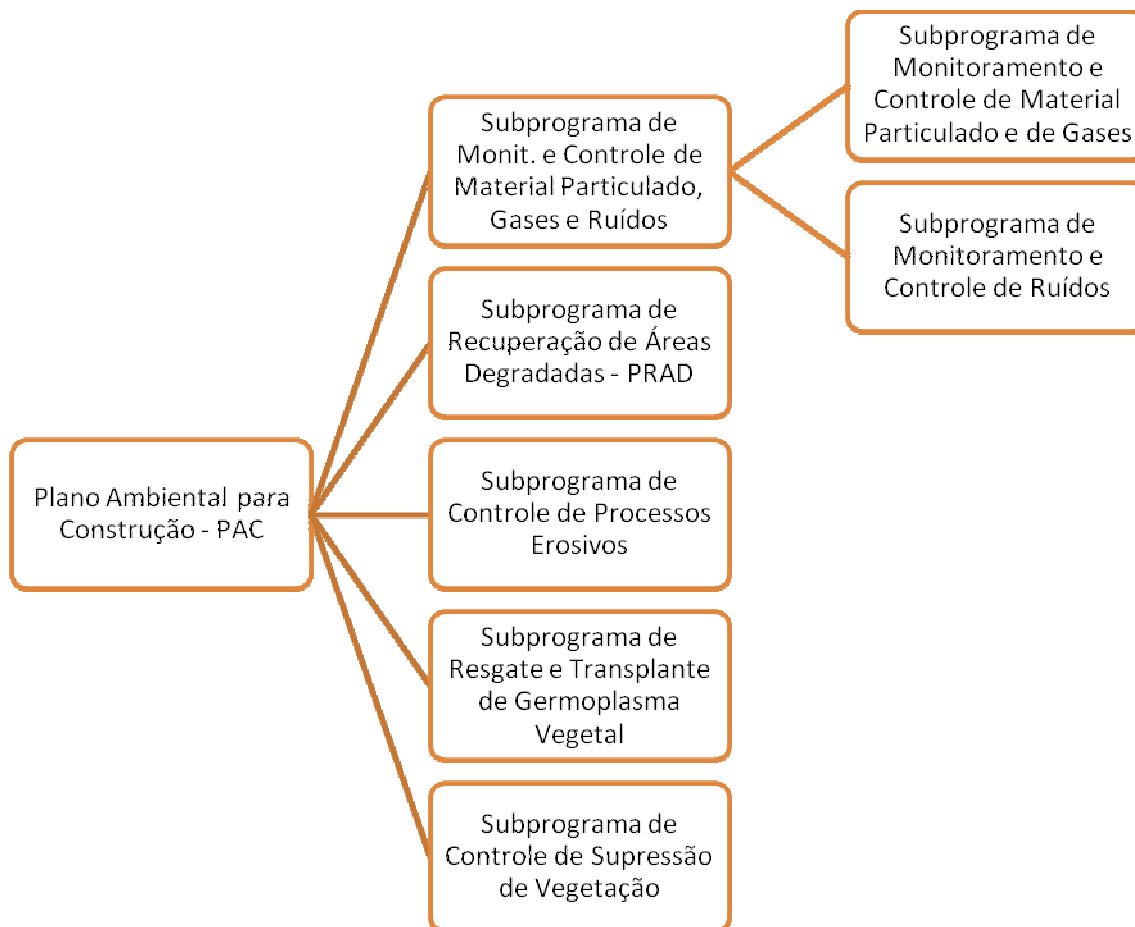 Plano Ambiental para
Construção - PAC
Subprograma de
Monit. e Controle de
Material Particulado,
Gases e Ruídos
Subprograma de
Monitoramento e
Controle de Material
Particulado e de Gases
Subprograma de
Monitoramento e
Controle de Ruídos
Subprograma de
Recuperação de Áreas
Degradadas - PRAD
Subprograma de
Controle de Processos
Erosivos
Subprograma de
Resgate e Transplante
de Germoplasma
Vegetal
Subprograma de
Controle de Supressão
de Vegetação